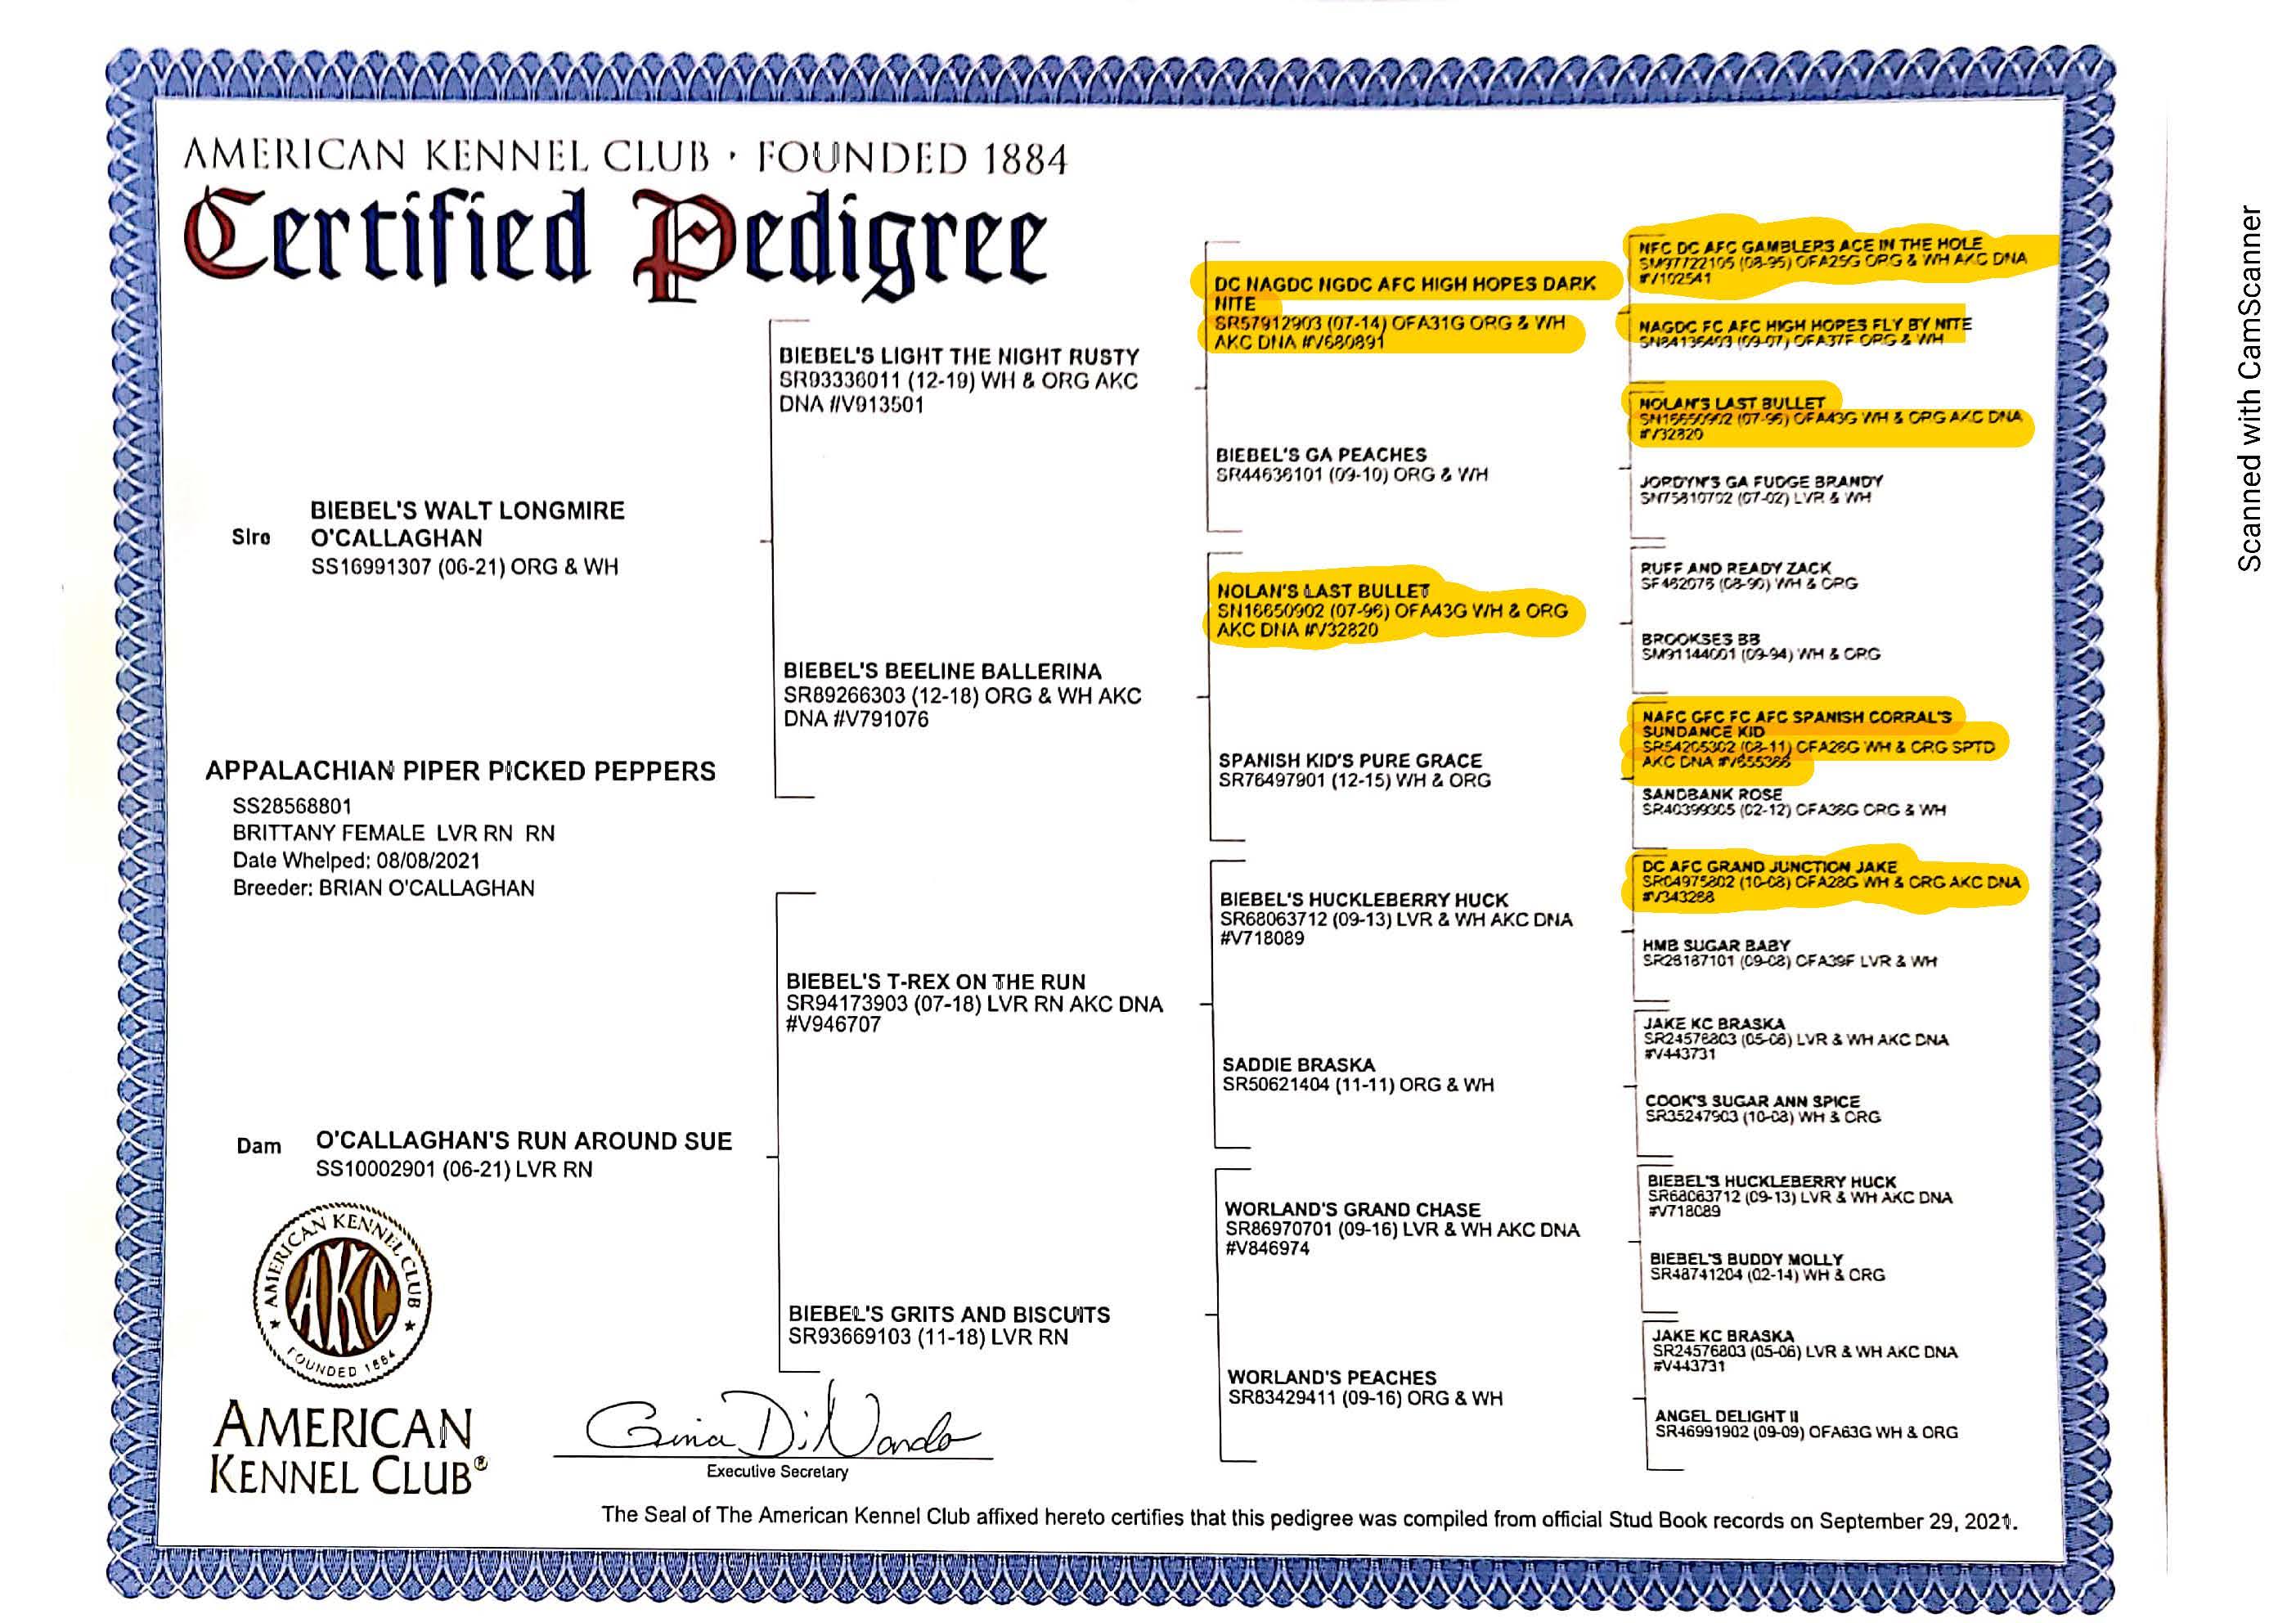 AMERICAN KENNEL CLUB · FOUNDED 1884
Certified Pedigree
Sire
BIEBEL'S WALT LONGMIRE
O'CALLAGHAN
SS16991307 (06-21) ORG & WH
APPALACHIAN PIPER PICKED PEPPERS
SS28568801
BRITTANY FEMALE LVR RN RN
Date Whelped: 08/08/2021
Breeder: BRIAN O'CALLAGHAN
Dam
O'CALLAGHAN'S RUN AROUND SUE
SS10002901 (06-21) LVR RN
BIEBEL'S LIGHT THE NIGHT RUSTY
SR93336011 (12-19) WH & ORG AKC
DNA #V913501
BIEBEL'S BEELINE BALLERINA
SR89266303 (12-18) ORG & WH AKC
DNA #V791076
BIEBEL'S T-REX ON THE RUN
SR94173903 (07-18) LVR RN AKC DNA
#V946707
BIEBEL'S GRITS AND BISCUITS
SR93669103 (11-18) LVR RN
DC NAGDC NGDC AFC HIGH HOPES DARK
NITE
SR57912903 (07-14) OFA31G ORG & WH
AKC DNA #V680891
BIEBEL'S GA PEACHES
SR44636101 (09-10) ORG & WH
NOLAN'S LAST BULLET
SN16650902 (07-96) OFA43G WH & ORG
AKC DNA #V32820
SPANISH KID'S PURE GRACE
SR76497901 (12-15) WH & ORG
BIEBEL'S HUCKLEBERRY HUCK
SR68063712 (09-13) LVR & WH AKC DNA
#V718089
SADDIE BRASKA
SR50621404 (11-11) ORG & WH
WORLAND'S GRAND CHASE
SR86970701 (09-16) LVR & WH AKC DNA
#V846974
WORLAND'S PEACHES
SR83429411 (09-16) ORG & WH
NFC DC AFC GAMBLERS ACE IN THE HOLE
SM97722105 (08-95) OFA25G ORG & WH AKC DNA
#V102541
NAGDC FC AFC HIGH HOPES FLY BY NITE
SN84136403 (09-07) OFA37F ORG & WH
NOLAN'S LAST BULLET
SN16650902 (07-96) OFA43G WH & ORG AKC DNA
#V32820
JORDYN'S GA FUDGE BRANDY
SN75810702 (07-02) LVR & WH
RUFF AND READY ZACK
SF462078 (08-90) WH & ORG
BROOKSES BB
SM91144001 (09-94) WH & ORG
NAFC GFC FC AFC SPANISH CORRAL'S
SUNDANCE KID
SR54205302 (08-11) OFA26G WH & ORG SPTD
AKC DNA #V655366
SANDBANK ROSE
SR40399305 (02-12) OFA36G ORG & WH
DC AFC GRAND JUNCTION JAKE
SR04975802 (10-08) OFA28G WH & ORG AKC DNA
#V343268
HMB SUGAR BABY
SR26187101 (09-08) OFA39F LVR & WH
JAKE KC BRASKA
SR24576803 (05-06) LVR & WH AKC DNA
#V443731
COOK'S SUGAR ANN SPICE
SR35247903 (10-08) WH & ORG
BIEBEL'S HUCKLEBERRY HUCK
SR68063712 (09-13) LVR & WH AKC DNA
#V718089
BIEBEL'S BUDDY MOLLY
SR48741204 (02-14) WH & ORG
JAKE KC BRASKA
SR24576803 (05-06) LVR & WH AKC DNA
#V443731
ANGEL DELIGHT II
SR46991902 (09-09) OFA63G WH & ORG
AMERICAN KENNEL CLUB
AKC
FOUNDED 1884
AMERICAN
KENNEL CLUB®
Gina DiNardo
Executive Secretary
The Seal of The American Kennel Club affixed hereto certifies that this pedigree was compiled from official Stud Book records on September 29, 2021.
Scanned with CamScanner